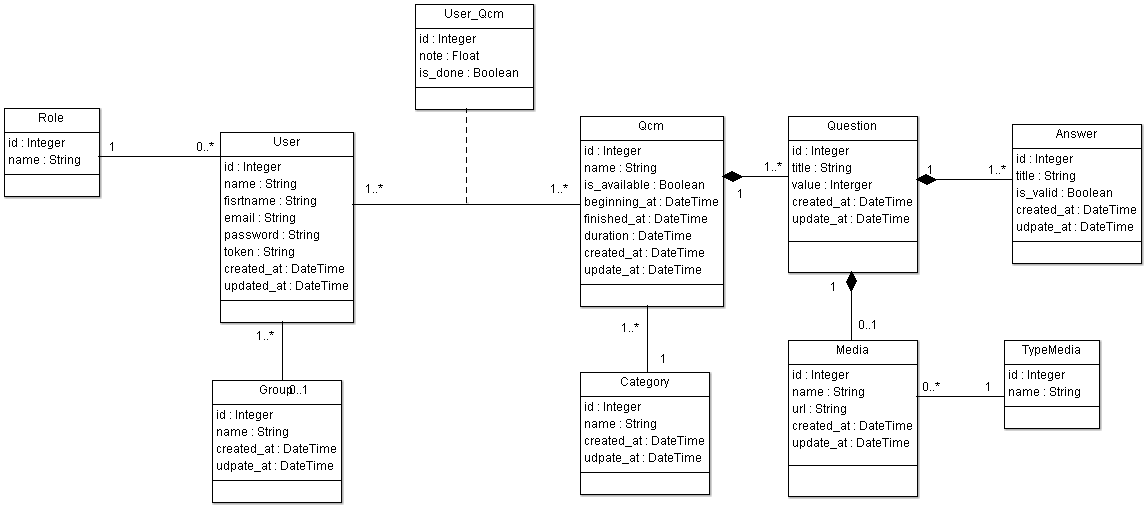 User_Qcm
id : Integer
note : Float
is_done : Boolean
Role
id : Integer
name : String
1
0..*
User
id : Integer
name : String
fisrtname : String
email : String
password : String
token : String
created_at : DateTime
updated_at : DateTime
1..*
1..*
Qcm
id : Integer
name : String
is_available : Boolean
beginning_at : DateTime
finished_at : DateTime
duration : DateTime
created_at : DateTime
update_at : DateTime
1..*
1
Question
id : Integer
title : String
value : Interger
created_at : DateTime
update_at : DateTime
1
1..*
Answer
id : Integer
title : String
is_valid : Boolean
created_at : DateTime
udpate_at : DateTime
1..*
0..1
Group
id : Integer
name : String
created_at : DateTime
udpate_at : DateTime
1..*
1
Category
id : Integer
name : String
created_at : DateTime
udpate_at : DateTime
1
0..1
Media
id : Integer
name : String
url : String
created_at : DateTime
update_at : DateTime
0..*
1
TypeMedia
id : Integer
name : String